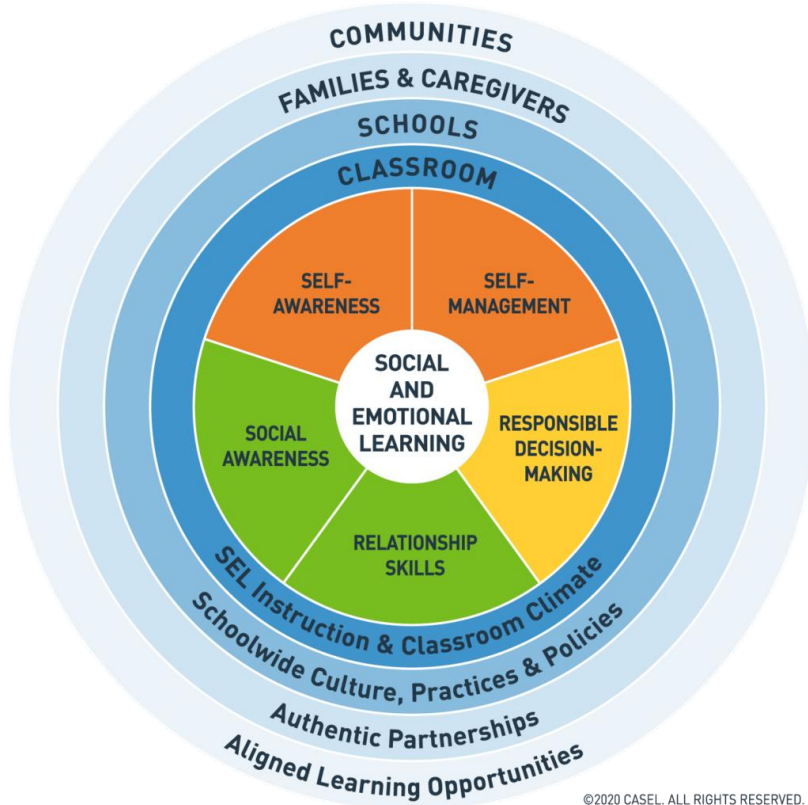 COMMUNITIES
FAMILIES & CAREGIVERS
SCHOOLS
CLASSROOM
SELF-
AWARENESS
SELF-
MANAGEMENT
SOCIAL
AND
EMOTIONAL
LEARNING
SOCIAL
AWARENESS
RESPONSIBLE
DECISION-
MAKING
RELATIONSHIP
SKILLS
SEL Instruction & Classroom Climate
Schoolwide Culture, Practices & Policies
Authentic Partnerships
Aligned Learning Opportunities
©2020 CASEL. ALL RIGHTS RESERVED.